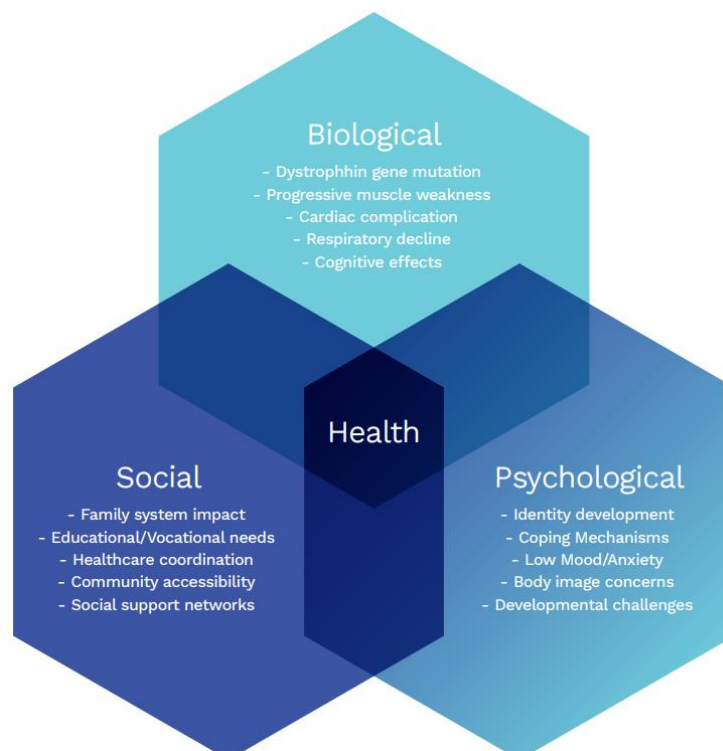 Biological
- Dystrophhin gene mutation
- Progressive muscle weakness
- Cardiac complication
- Respiratory decline
- Cognitive effects
Health
Social
- Family system impact
- Educational/Vocational needs
- Healthcare coordination
- Community accessibility
- Social support networks
Psychological
- Identity development
- Coping Mechanisms
- Low Mood/Anxiety
- Body image concerns
- Developmental challenges